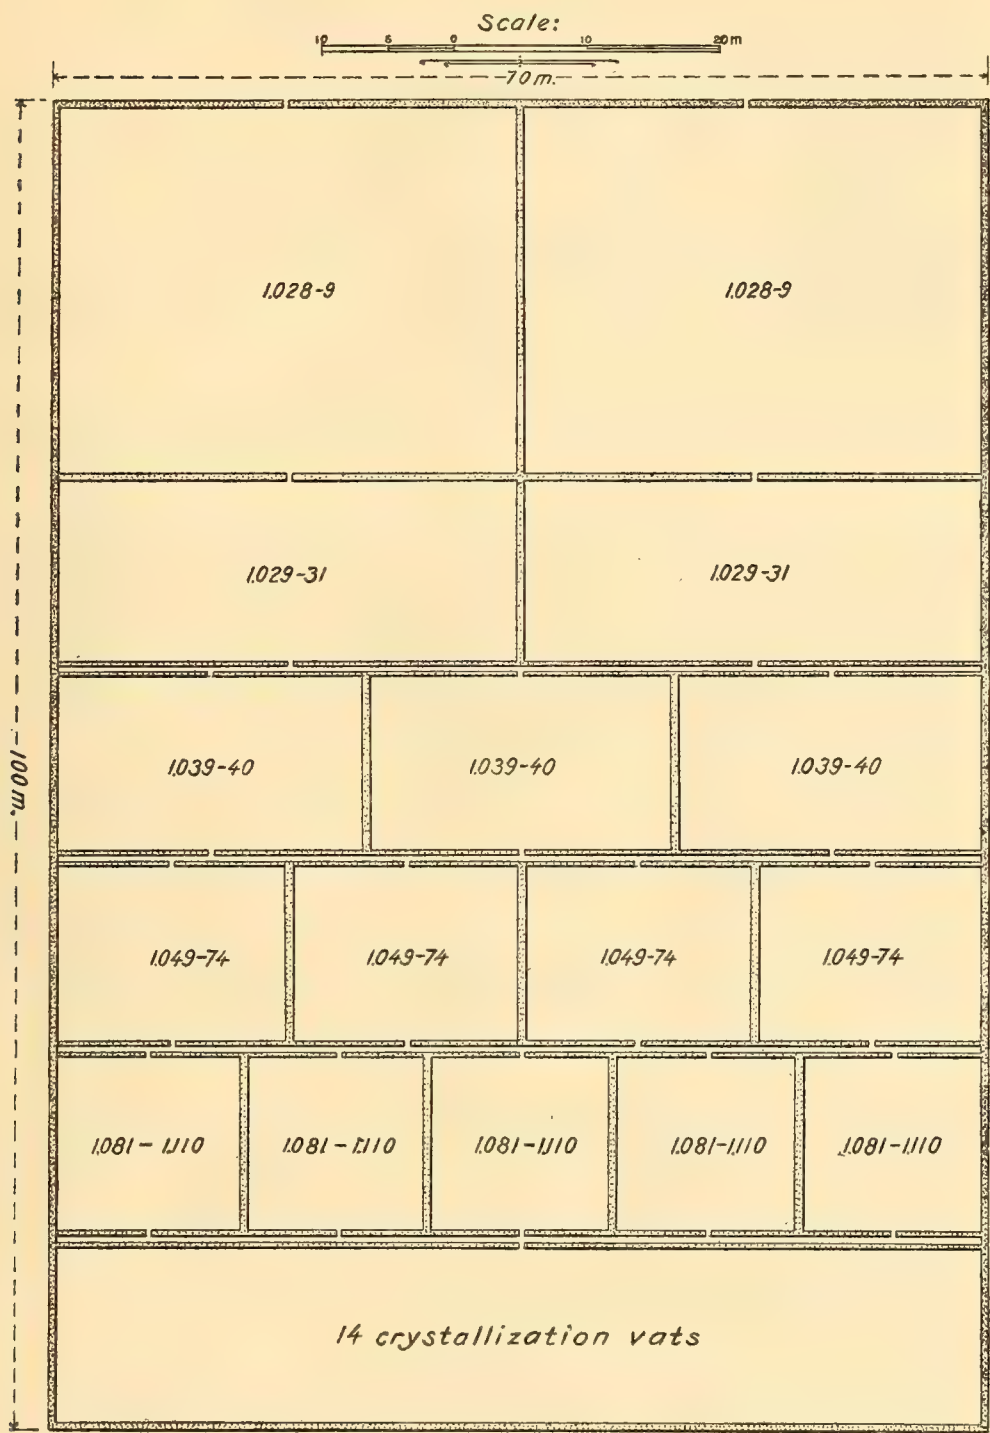 Scale:
10 5 0 10 20m
70m.
1.028-9 1.028-9
1.029-31 1.029-31
100m.
1.039-40 1.039-40 1.039-40
1.049-74 1.049-74 1.049-74 1.049-74
1.081-1.110 1.081-1.110 1.081-1.110 1.081-1.110 1.081-1.110
14 crystallization vats